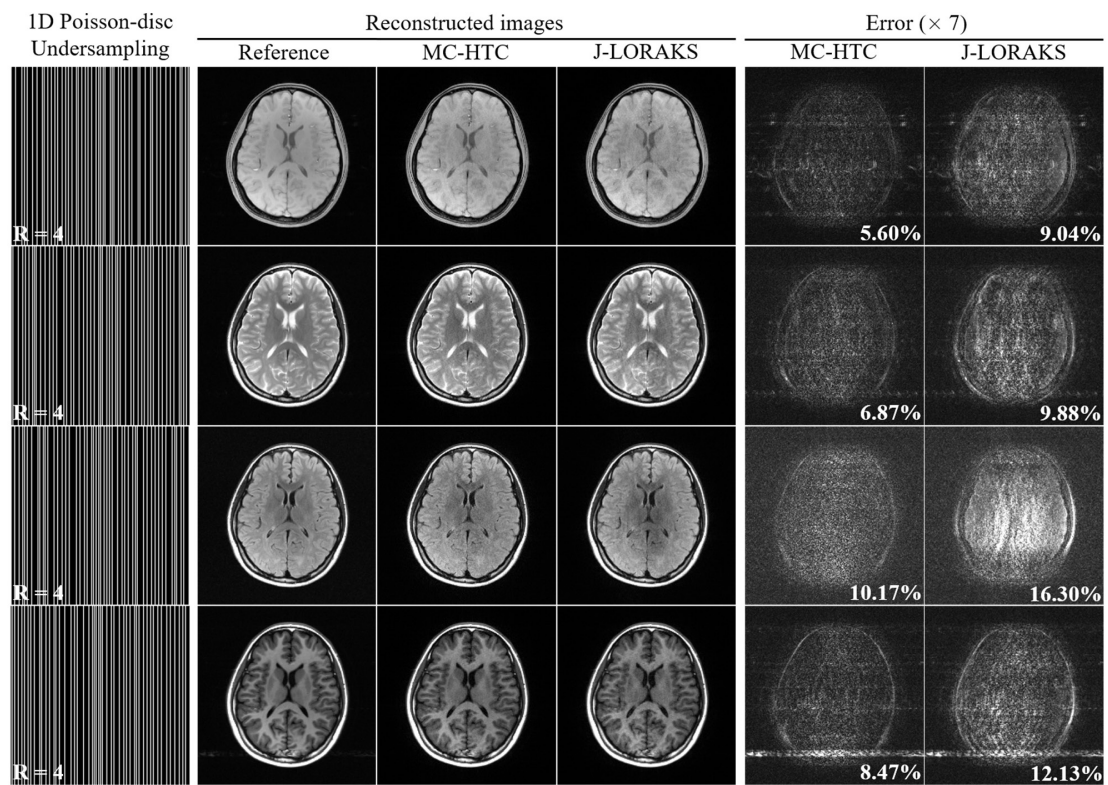 1D Poisson-disc
Undersampling
Reconstructed images
Error (× 7)
Reference
MC-HTC
J-LORAKS
MC-HTC
J-LORAKS
R = 4
5.60%
9.04%
R = 4
6.87%
9.88%
R = 4
10.17%
16.30%
R = 4
8.47%
12.13%